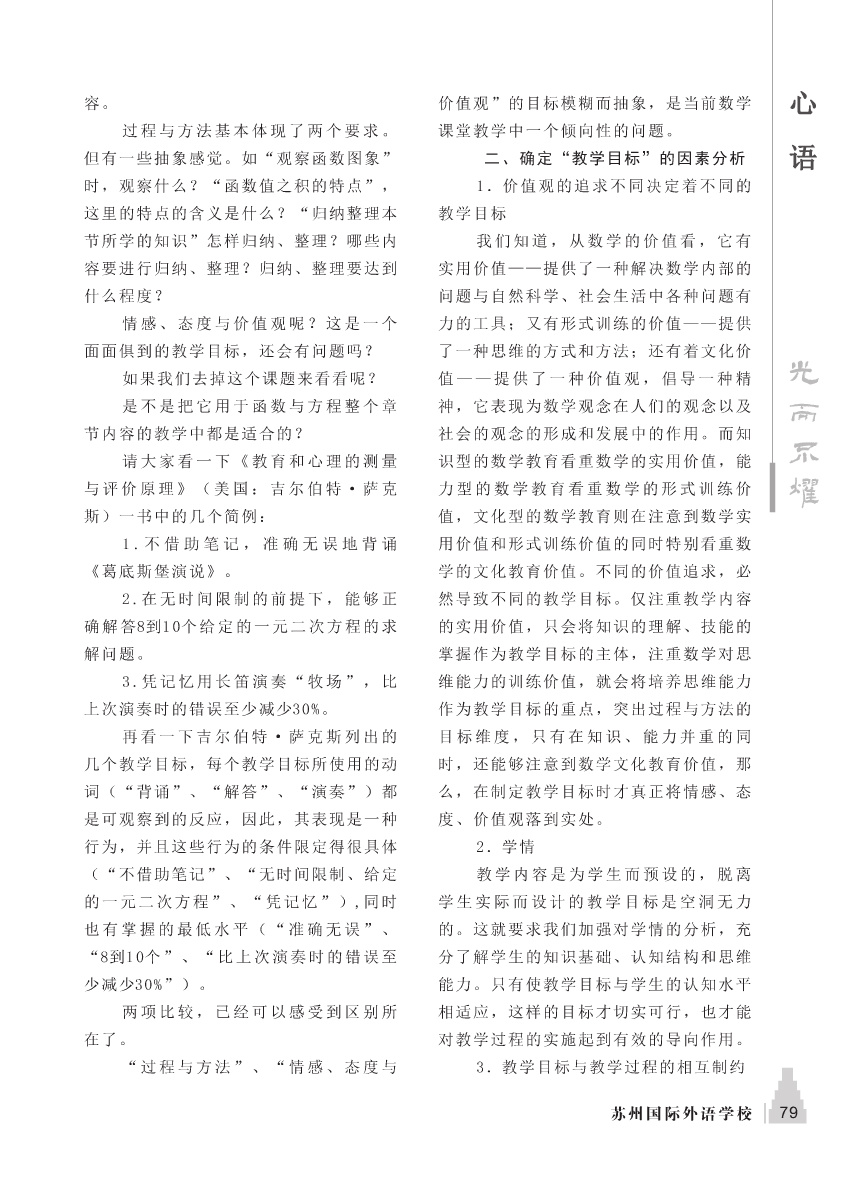 容。
过程与方法基本体现了两个要求。
但有一些抽象感觉。如“观察函数图象”
时，观察什么？“函数值之积的特点”，
这里的特点的含义是什么？“归纳整理本
节所学的知识”怎样归纳、整理？哪些内
容要进行归纳、整理？归纳、整理要达到
什么程度？
情感、态度与价值观呢？这是一个
面面俱到的教学目标，还会有问题吗？
如果我们去掉这个课题来看看呢？
是不是把它用于函数与方程整个章
节内容的教学中都是适合的？
请大家看一下《教育和心理的测量
与评价原理》（美国：吉尔伯特·萨克
斯）一书中的几个简例：
1.不借助笔记，准确无误地背诵
《葛底斯堡演说》。
2.在无时间限制的前提下，能够正
确解答8到10个给定的一元二次方程的求
解问题。
3.凭记忆用长笛演奏“牧场”，比
上次演奏时的错误至少减少30%。
再看一下吉尔伯特·萨克斯列出的
几个教学目标，每个教学目标所使用的动
词（“背诵”、“解答”、“演奏”）都
是可观察到的反应，因此，其表现是一种
行为，并且这些行为的条件限定得很具体
（“不借助笔记”、“无时间限制、给定
的一元二次方程”、“凭记忆”）,同时
也有掌握的最低水平（“准确无误”、
“8到10个”、“比上次演奏时的错误至
少减少30%”）。
两项比较，已经可以感受到区别所
在了。
“过程与方法”、“情感、态度与
价值观”的目标模糊而抽象，是当前数学
课堂教学中一个倾向性的问题。
二、确定“教学目标”的因素分析
1．价值观的追求不同决定着不同的
教学目标
我们知道，从数学的价值看，它有
实用价值——提供了一种解决数学内部的
问题与自然科学、社会生活中各种问题有
力的工具；又有形式训练的价值——提供
了一种思维的方式和方法；还有着文化价
值——提供了一种价值观，倡导一种精
神，它表现为数学观念在人们的观念以及
社会的观念的形成和发展中的作用。而知
识型的数学教育看重数学的实用价值，能
力型的数学教育看重数学的形式训练价
值，文化型的数学教育则在注意到数学实
用价值和形式训练价值的同时特别看重数
学的文化教育价值。不同的价值追求，必
然导致不同的教学目标。仅注重教学内容
的实用价值，只会将知识的理解、技能的
掌握作为教学目标的主体，注重数学对思
维能力的训练价值，就会将培养思维能力
作为教学目标的重点，突出过程与方法的
目标维度，只有在知识、能力并重的同
时，还能够注意到数学文化教育价值，那
么，在制定教学目标时才真正将情感、态
度、价值观落到实处。
2．学情
教学内容是为学生而预设的，脱离
学生实际而设计的教学目标是空洞无力
的。这就要求我们加强对学情的分析，充
分了解学生的知识基础、认知结构和思维
能力。只有使教学目标与学生的认知水平
相适应，这样的目标才切实可行，也才能
对教学过程的实施起到有效的导向作用。
3．教学目标与教学过程的相互制约
心语
光而不耀
苏州国际外语学校
79